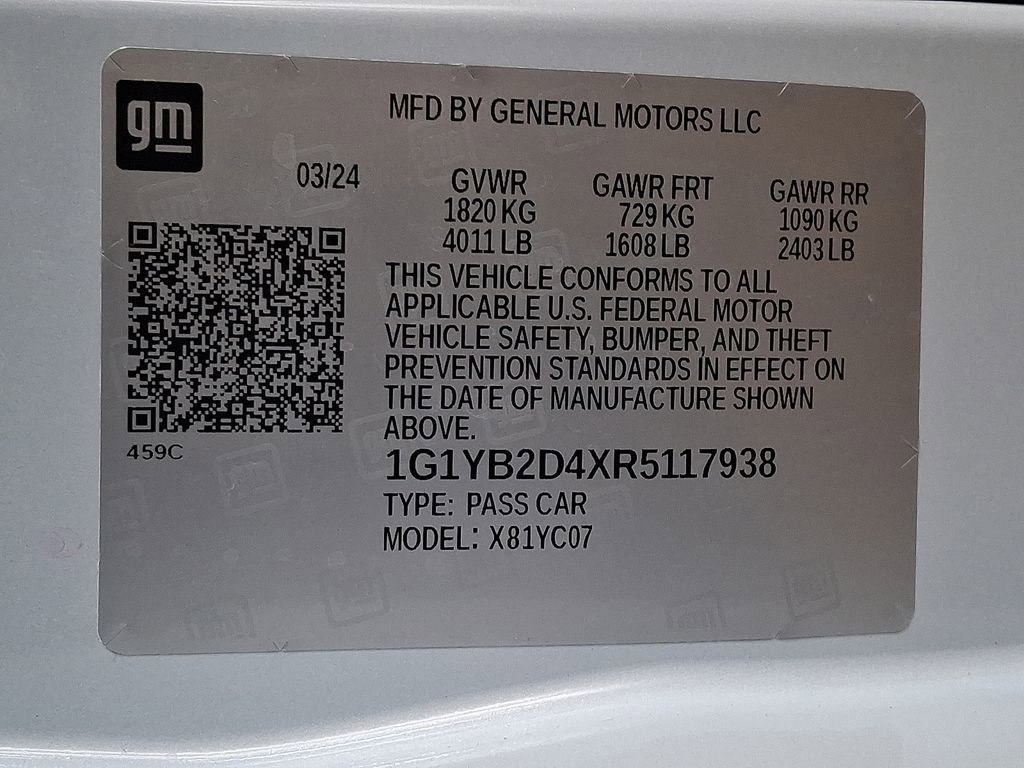 gm
MFD BY GENERAL MOTORS LLC
03/24
GVWR GAWR FRT GAWR RR
1820 KG 729 KG 1090 KG
4011 LB 1608 LB 2403 LB
THIS VEHICLE CONFORMS TO ALL
APPLICABLE U.S. FEDERAL MOTOR
VEHICLE SAFETY, BUMPER, AND THEFT
PREVENTION STANDARDS IN EFFECT ON
THE DATE OF MANUFACTURE SHOWN
ABOVE.
459C
1G1YB2D4XR5117938
TYPE: PASS CAR
MODEL: X81YC07